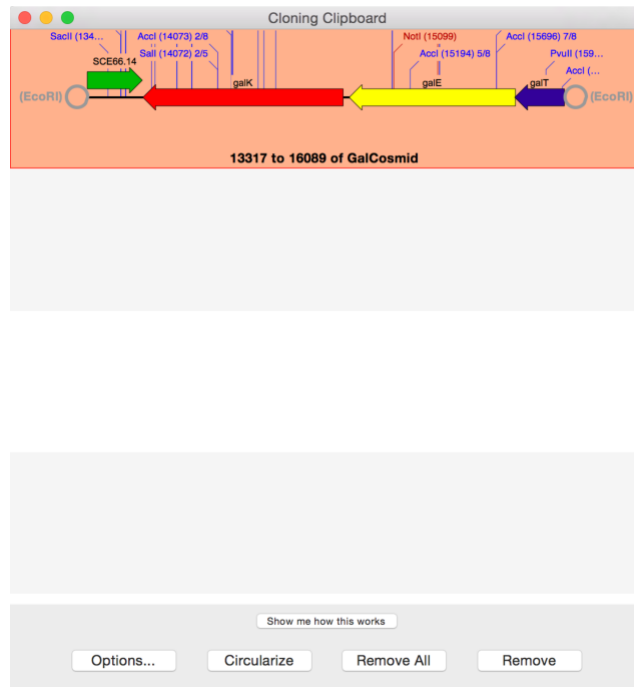 Cloning Clipboard
SacII (134... AccI (14073) 2/8 NotI (15099) AccI (15696) 7/8
SalI (14072) 2/5 AccI (15194) 5/8 PvuII (159...
SCE66.14 AccI (...
galK galE galT
(EcoRI) (EcoRI)
13317 to 16089 of GalCosmid
Show me how this works
Options... Circularize Remove All Remove